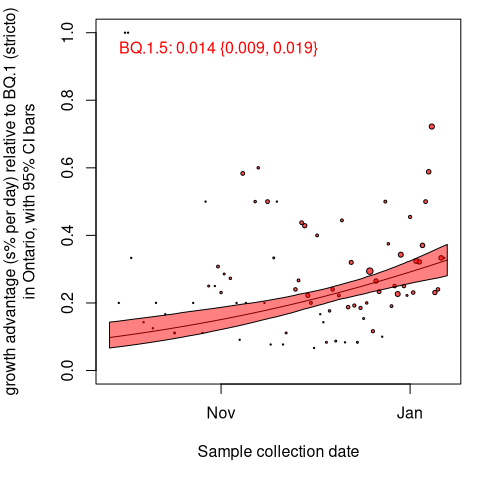 growth advantage (s% per day) relative to BQ.1 (stricto)
in Ontario, with 95% CI bars
BQ.1.5: 0.014 {0.009, 0.019}
1.0
0.8
0.6
0.4
0.2
0.0
Nov
Jan
Sample collection date